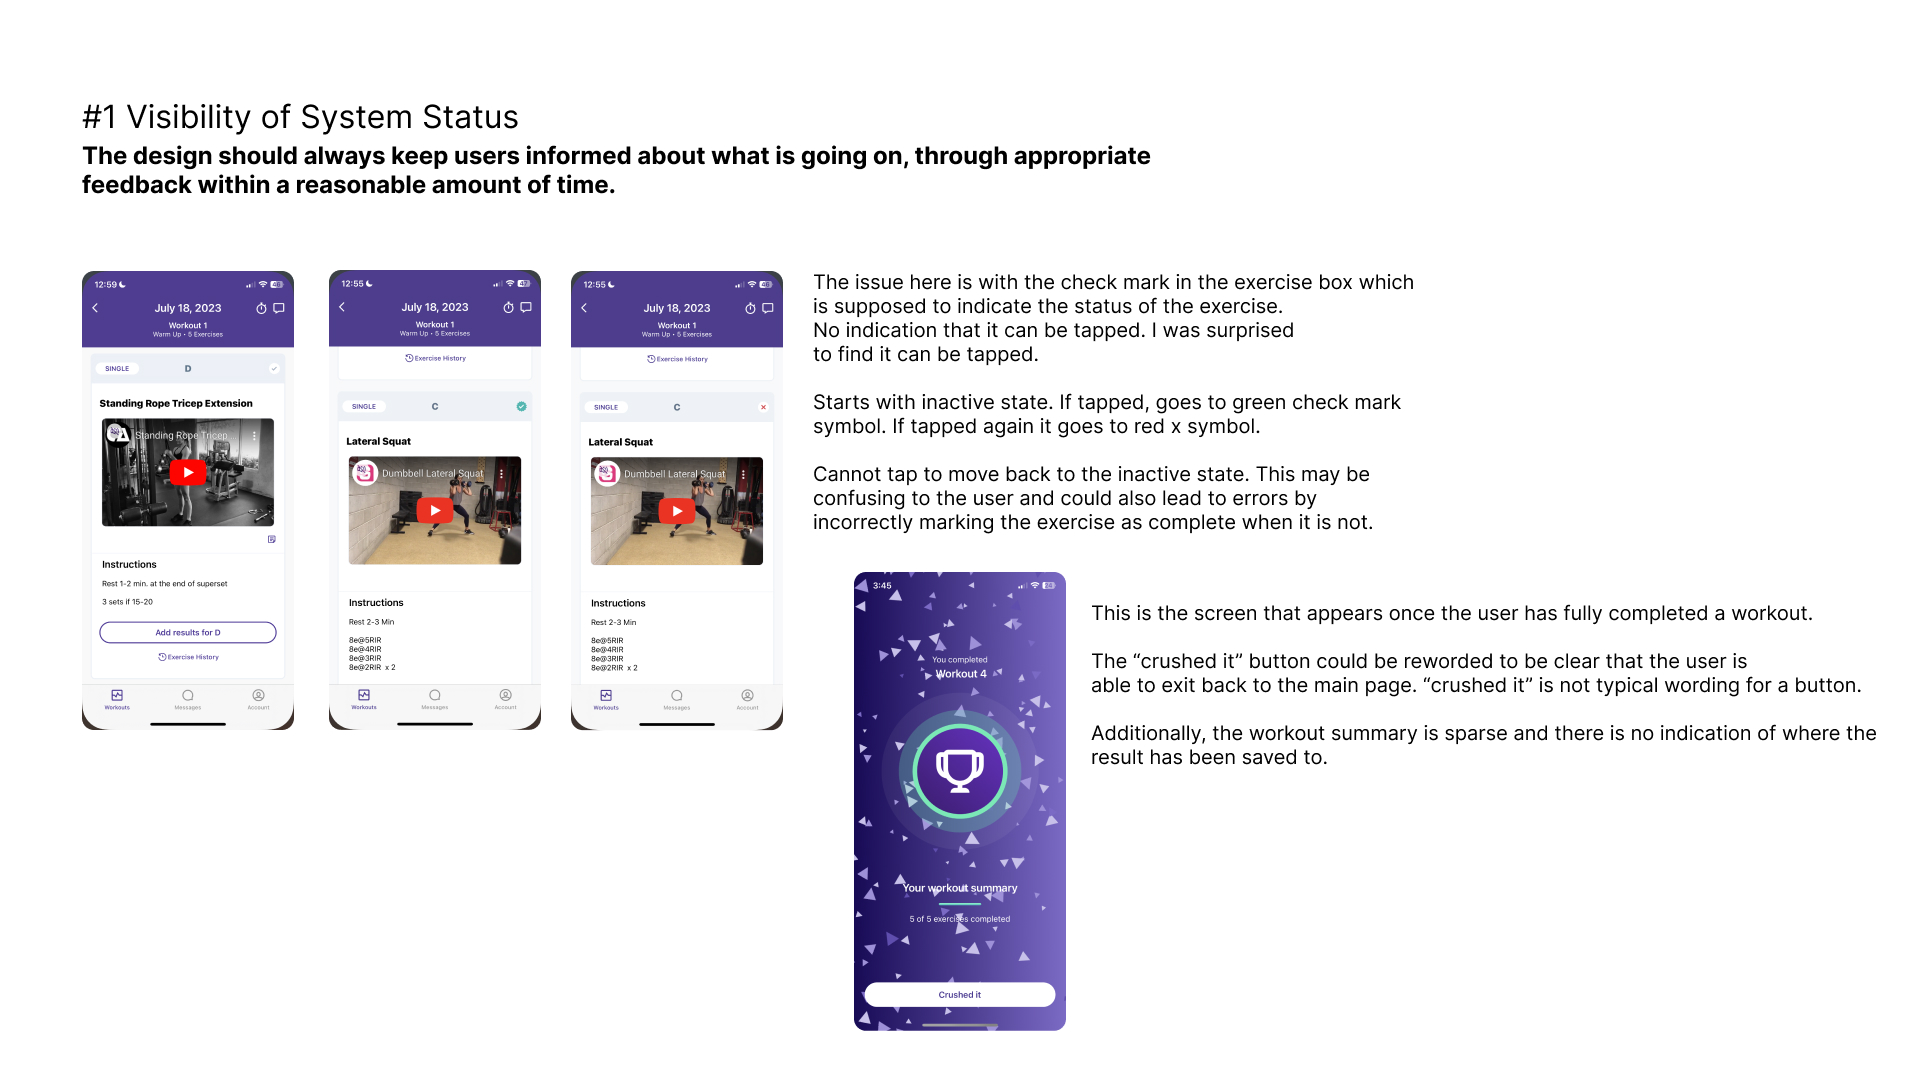 #1 Visibility of System Status
The design should always keep users informed about what is going on, through appropriate
feedback within a reasonable amount of time.
12:59
July 18, 2023
Workout 1
Warm Up • 5 Exercises
SINGLE
D
Standing Rope Tricep Extension
Standing Rope Tricep
Instructions
Rest 1-2 min. at the end of superset
3 sets if 15-20
Add results for D
Exercise History
Workouts
Messages
Account
12:55
July 18, 2023
Workout 1
Warm Up • 5 Exercises
Exercise History
SINGLE
C
Lateral Squat
Dumbbell Lateral Squat
Instructions
Rest 2-3 Min
8e@5RIR
8e@4RIR
8e@3RIR
8e@2RIR x 2
Workouts
Messages
Account
12:55
July 18, 2023
Workout 1
Warm Up • 5 Exercises
Exercise History
SINGLE
C
Lateral Squat
Dumbbell Lateral Squat
Instructions
Rest 2-3 Min
8e@5RIR
8e@4RIR
8e@3RIR
8e@2RIR x 2
Workouts
Messages
Account
The issue here is with the check mark in the exercise box which
is supposed to indicate the status of the exercise.
No indication that it can be tapped. I was surprised
to find it can be tapped.
Starts with inactive state. If tapped, goes to green check mark
symbol. If tapped again it goes to red x symbol.
Cannot tap to move back to the inactive state. This may be
confusing to the user and could also lead to errors by
incorrectly marking the exercise as complete when it is not.
3:45
You completed
Workout 4
Your workout summary
5 of 5 exercises completed
Crushed it
This is the screen that appears once the user has fully completed a workout.
The “crushed it” button could be reworded to be clear that the user is
able to exit back to the main page. “crushed it” is not typical wording for a button.
Additionally, the workout summary is sparse and there is no indication of where the
result has been saved to.